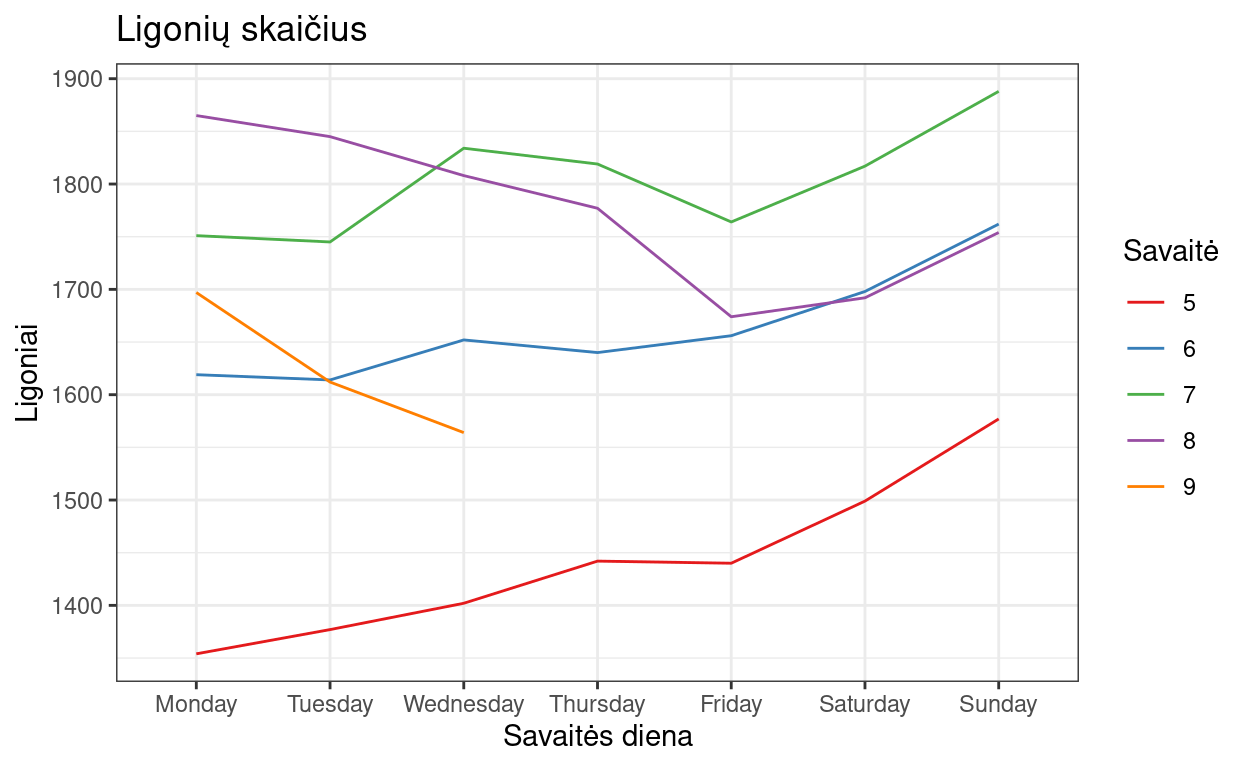 Ligonių skaičius
Ligoniai
1900
1800
1700
1600
1500
1400
Monday Tuesday Wednesday Thursday Friday Saturday Sunday
Savaitės diena
Savaitė
5
6
7
8
9